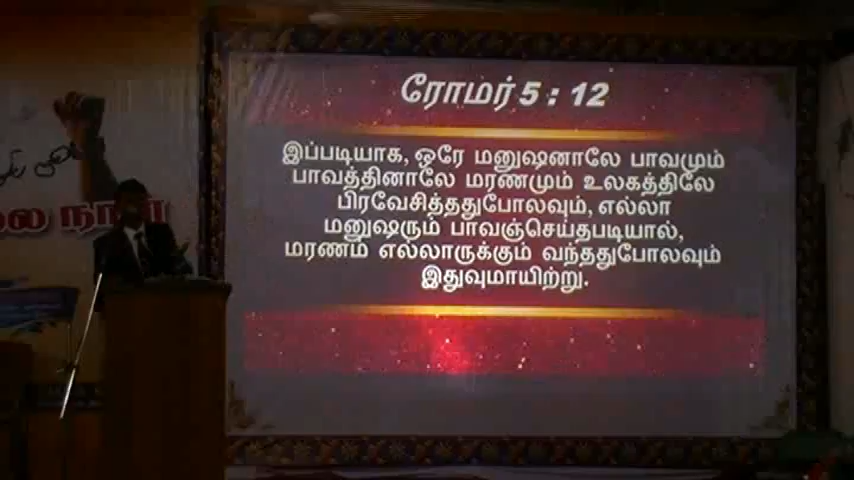 ரோமர் 5 : 12
இப்படியாக, ஒரே மனுஷனாலே பாவமும்
பாவத்தினாலே மரணமும் உலகத்திலே
பிரவேசித்ததுபோலவும், எல்லா
மனுஷரும் பாவஞ்செய்தபடியால்,
மரணம் எல்லாருக்கும் வந்ததுபோலவும்
இதுவுமாயிற்று.